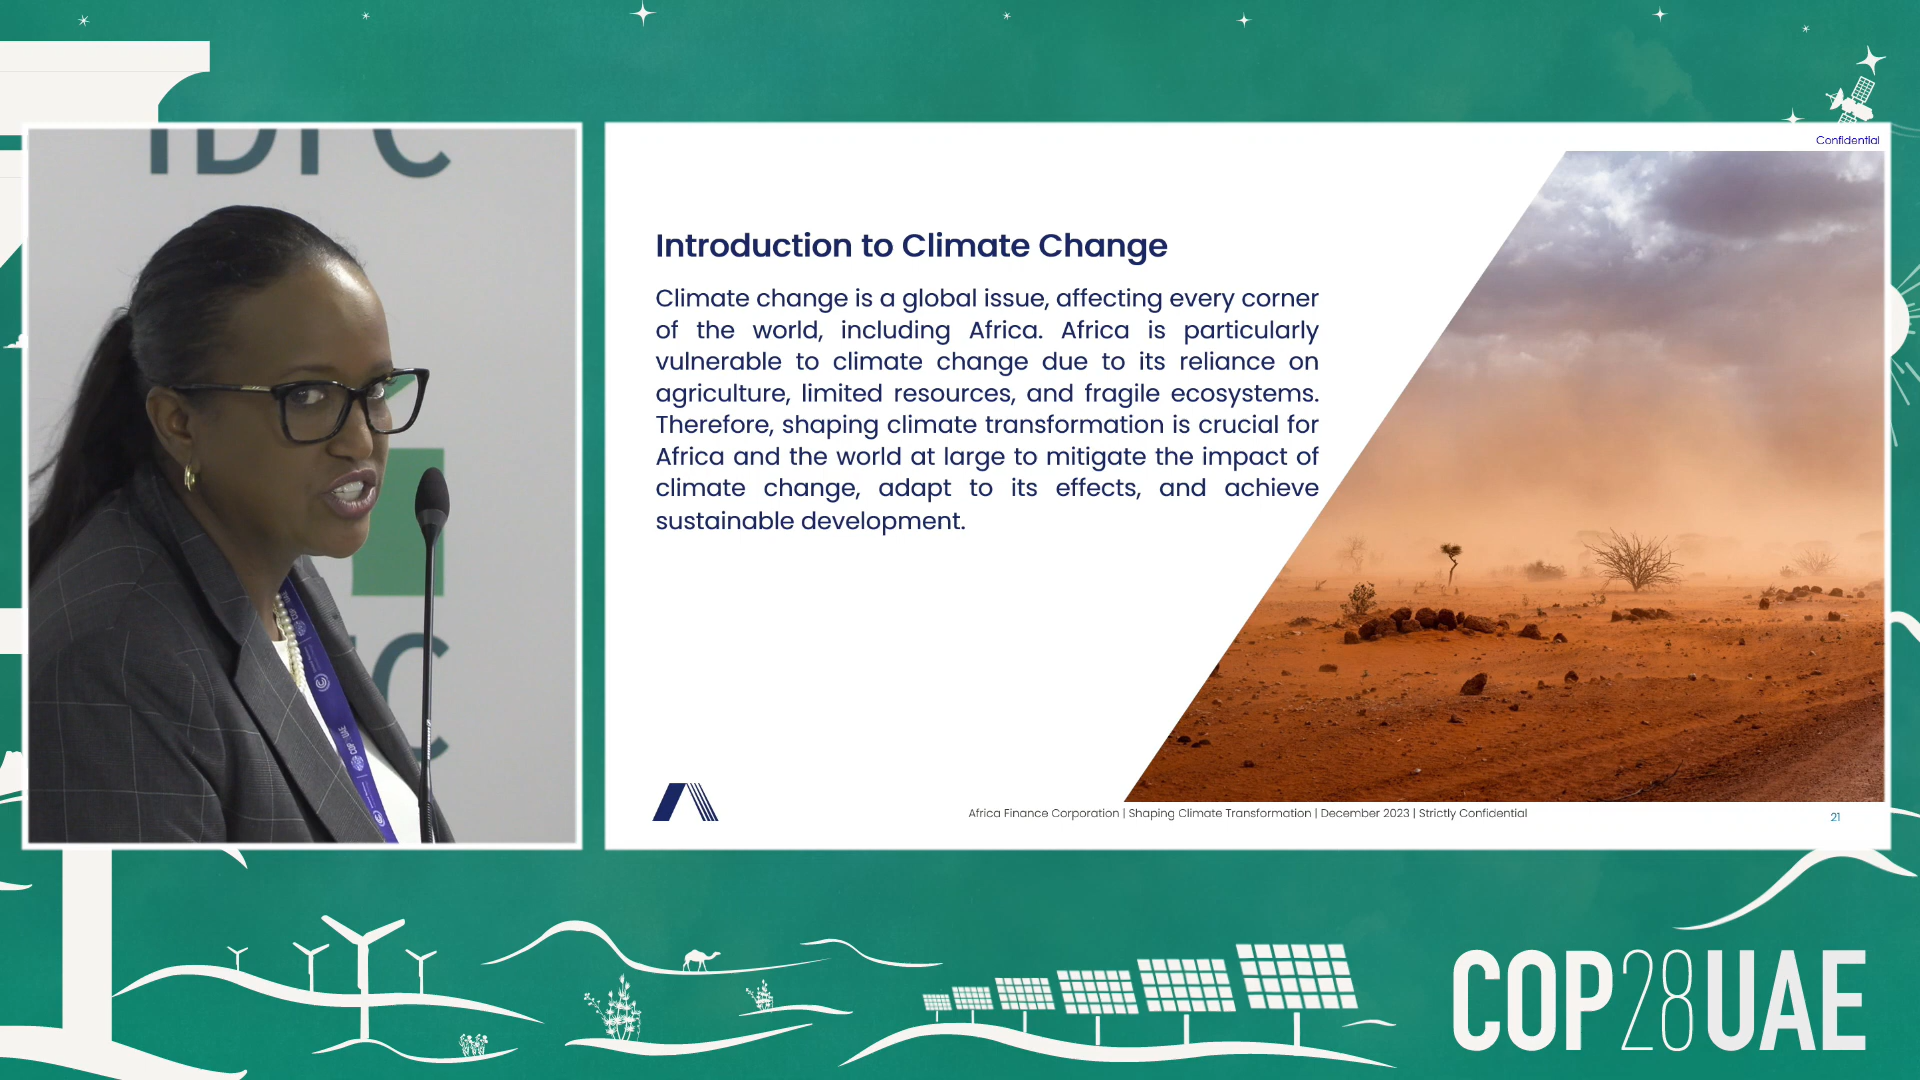 IDFC
Confidential
Introduction to Climate Change
Climate change is a global issue, affecting every corner
of the world, including Africa. Africa is particularly
vulnerable to climate change due to its reliance on
agriculture, limited resources, and fragile ecosystems.
Therefore, shaping climate transformation is crucial for
Africa and the world at large to mitigate the impact of
climate change, adapt to its effects, and achieve
sustainable development.
Africa Finance Corporation | Shaping Climate Transformation | December 2023 | Strictly Confidential
21
COP28UAE